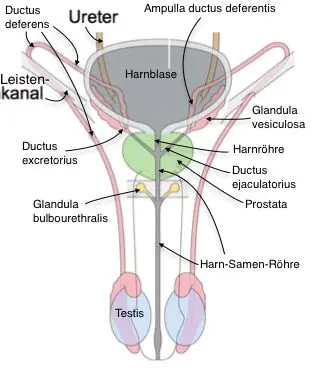 Ductus
deferens
Ureter
Ampulla ductus deferentis
Harnblase
Leisten-
kanal
Glandula
vesiculosa
Ductus
excretorius
Harnröhre
Ductus
ejaculatorius
Glandula
bulbourethralis
Prostata
Harn-Samen-Röhre
Testis